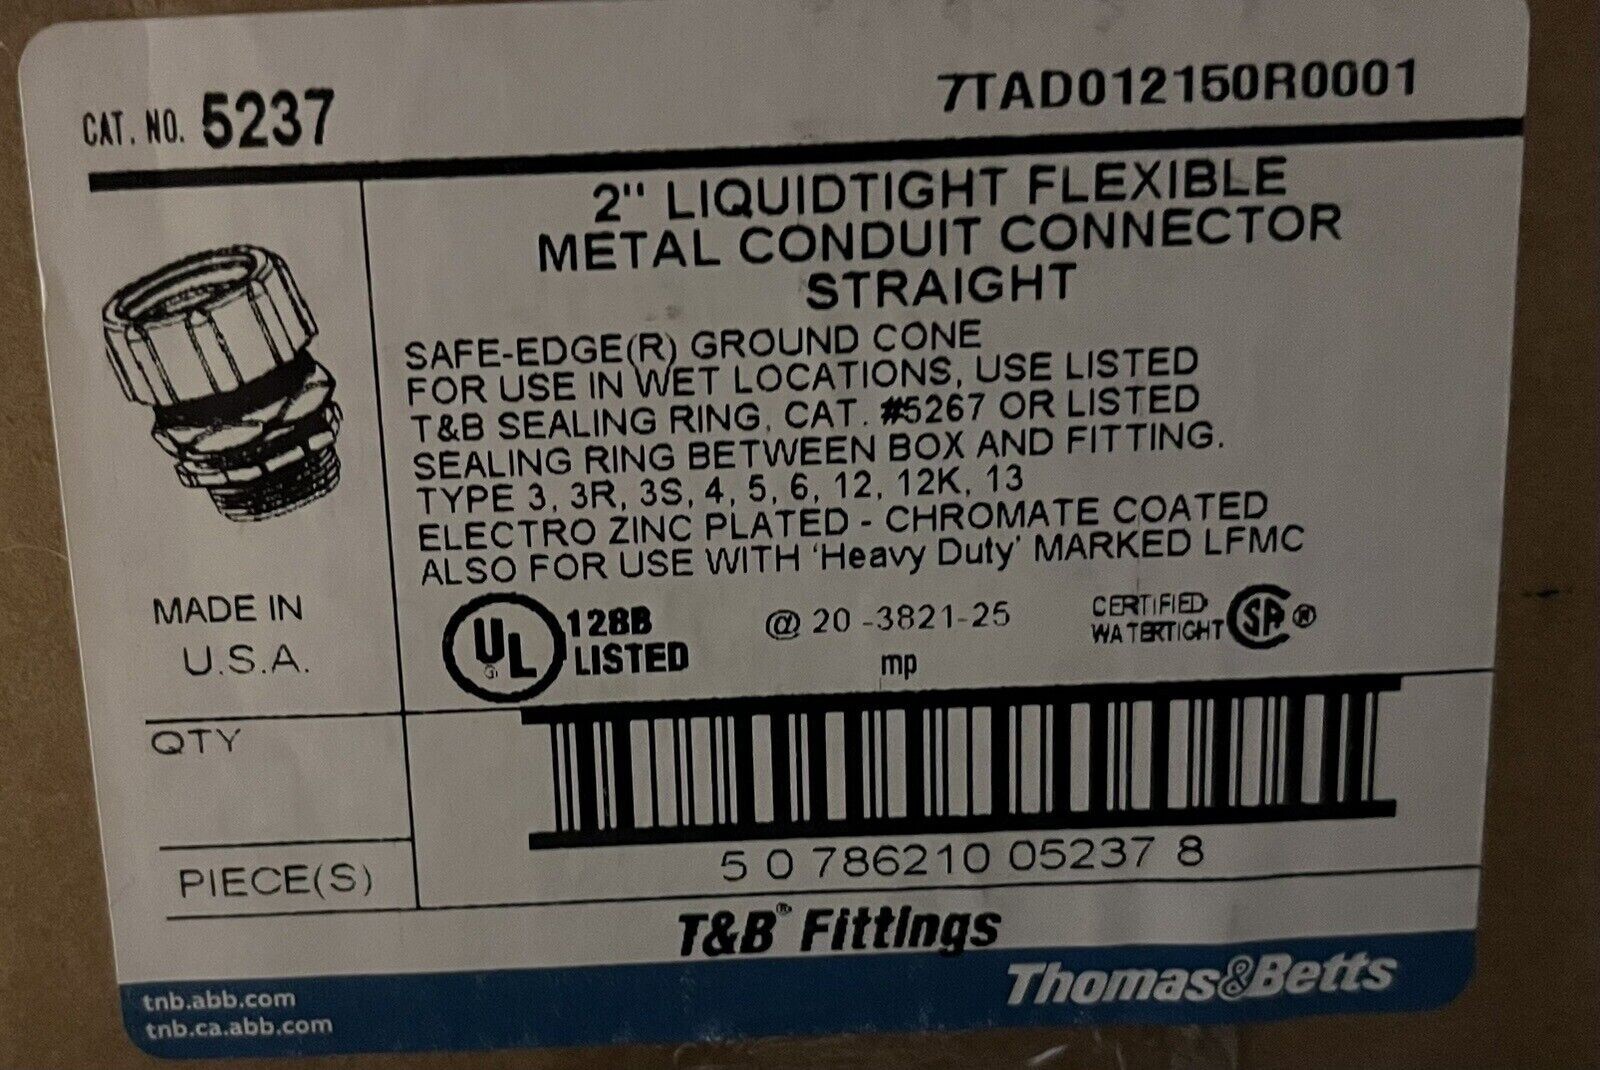 CAT. NO. 5237
7TAD012150R0001
2" LIQUIDTIGHT FLEXIBLE
METAL CONDUIT CONNECTOR
STRAIGHT
SAFE-EDGE(R) GROUND CONE
FOR USE IN WET LOCATIONS, USE LISTED
T&B SEALING RING, CAT. #5267 OR LISTED
SEALING RING BETWEEN BOX AND FITTING.
TYPE 3, 3R, 3S, 4, 5, 6, 12, 12K, 13
ELECTRO ZINC PLATED - CHROMATE COATED
ALSO FOR USE WITH 'Heavy Duty' MARKED LFMC
MADE IN
U.S.A.
UL 128B
LISTED
@ 20 -3821-25
mp
CERTIFIED
WATERTIGHT
SA ®
QTY
PIECE(S)
5 0 786210 05237 8
T&B® Fittings
tnb.abb.com
tnb.ca.abb.com
Thomas&Betts